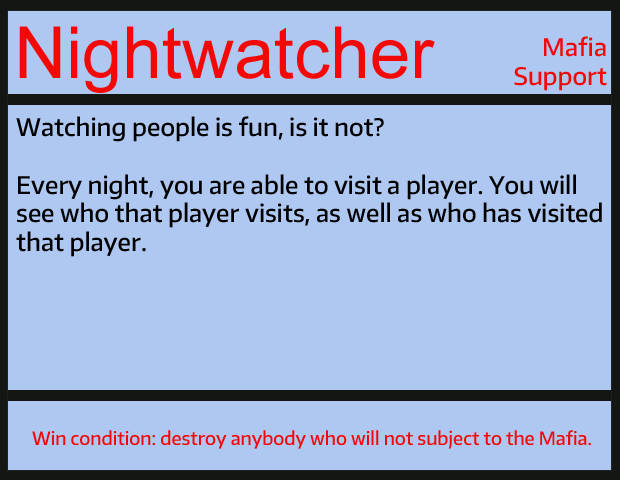 Nightwatcher
Mafia
Support
Watching people is fun, is it not?
Every night, you are able to visit a player. You will
see who that player visits, as well as who has visited
that player.
Win condition: destroy anybody who will not subject to the Mafia.